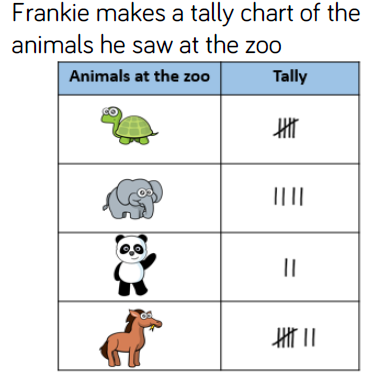 Frankie makes a tally chart of the
animals he saw at the zoo
Animals at the zoo Tally